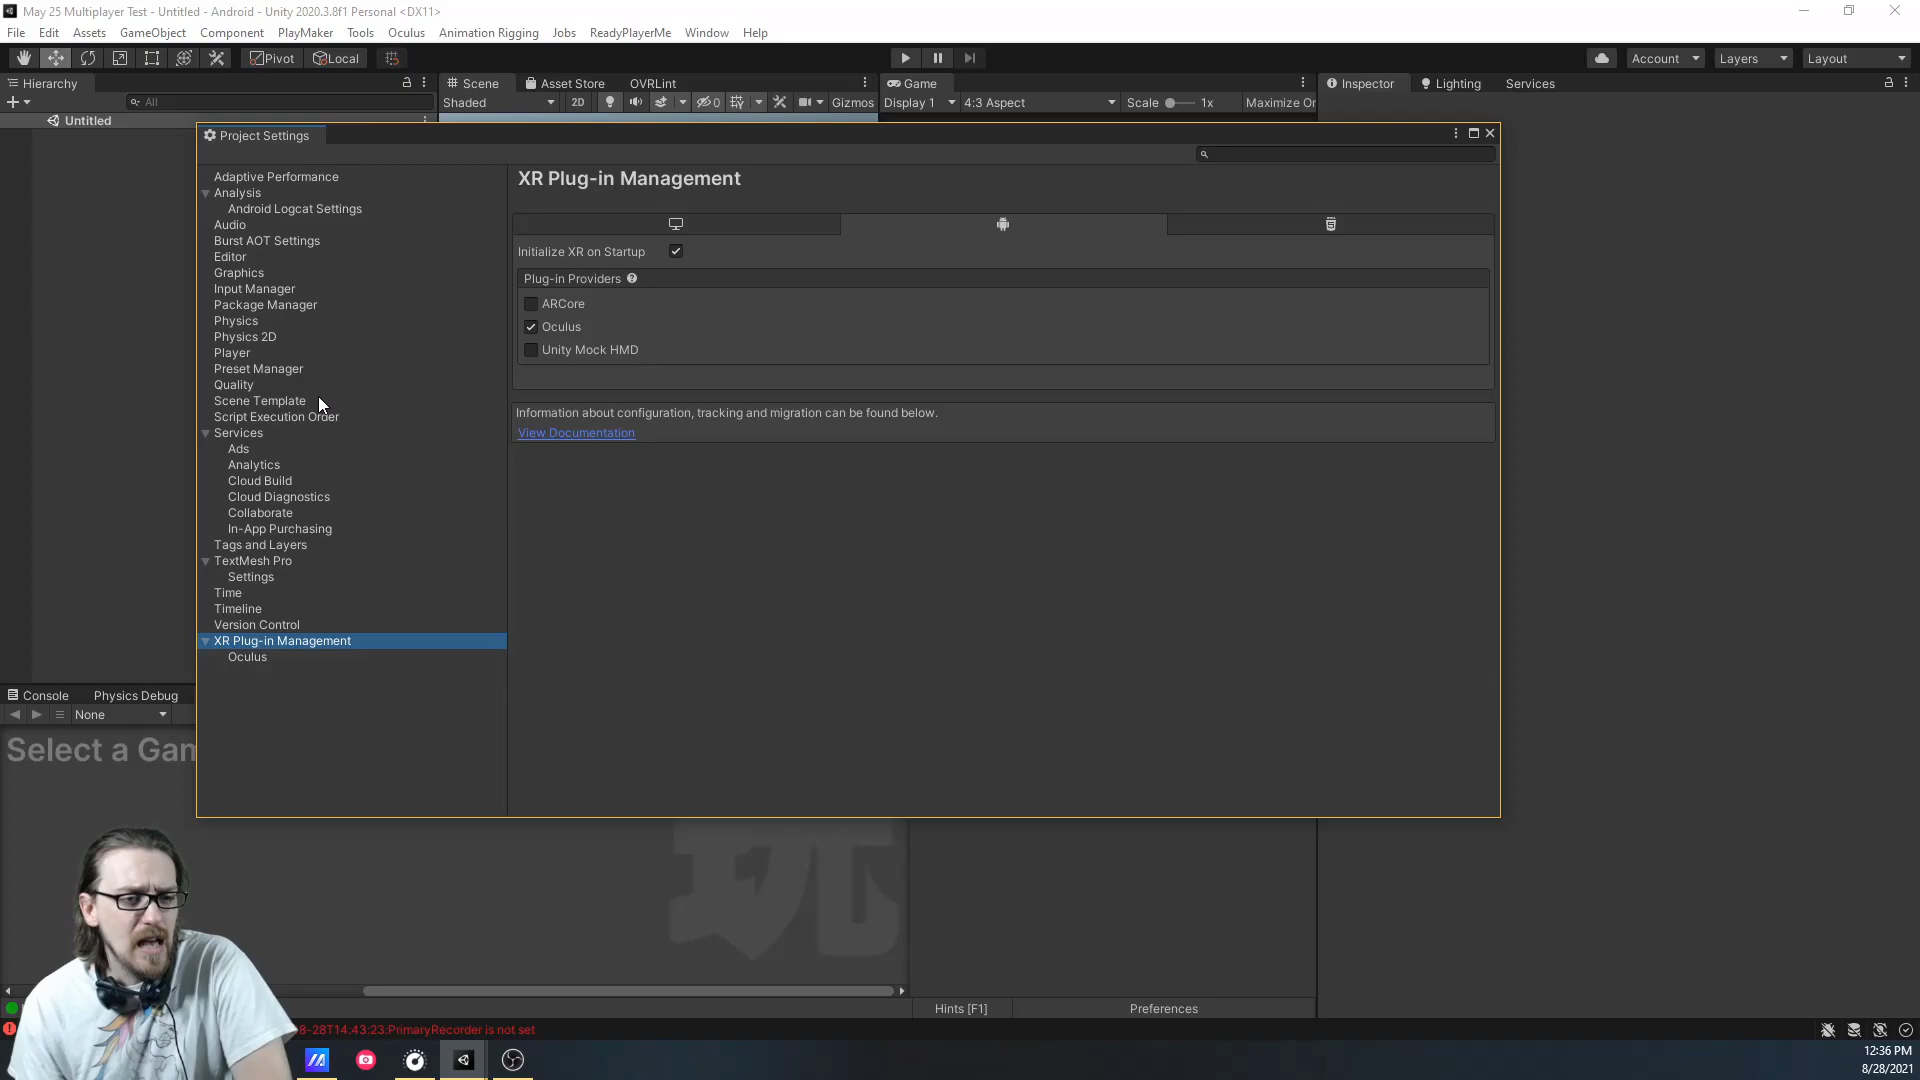 May 25 Multiplayer Test - Untitled - Android - Unity 2020.3.8f1 Personal <DX11>
File Edit Assets GameObject Component PlayMaker Tools Oculus Animation Rigging Jobs ReadyPlayerMe Window Help
Pivot Local Account Layers Layout
Hierarchy Scene Asset Store OVRLint Game Inspector Lighting Services
All Shaded 2D 0 Gizmos Display 1 4:3 Aspect Scale 1x Maximize Or
Untitled
Project Settings
XR Plug-in Management
Adaptive Performance
Analysis
Android Logcat Settings
Audio
Burst AOT Settings
Editor
Graphics
Input Manager
Package Manager
Physics
Physics 2D
Player
Preset Manager
Quality
Scene Template
Script Execution Order
Services
Ads
Analytics
Cloud Build
Cloud Diagnostics
Collaborate
In-App Purchasing
Tags and Layers
TextMesh Pro
Settings
Time
Timeline
Version Control
XR Plug-in Management
Oculus
Initialize XR on Startup
Plug-in Providers
ARCore
Oculus
Unity Mock HMD
Information about configuration, tracking and migration can be found below.
View Documentation
Console Physics Debug
None
Select a Gam
玩
Hints [F1] Preferences
8-28T14:43:23:PrimaryRecorder is not set
12:36 PM
8/28/2021